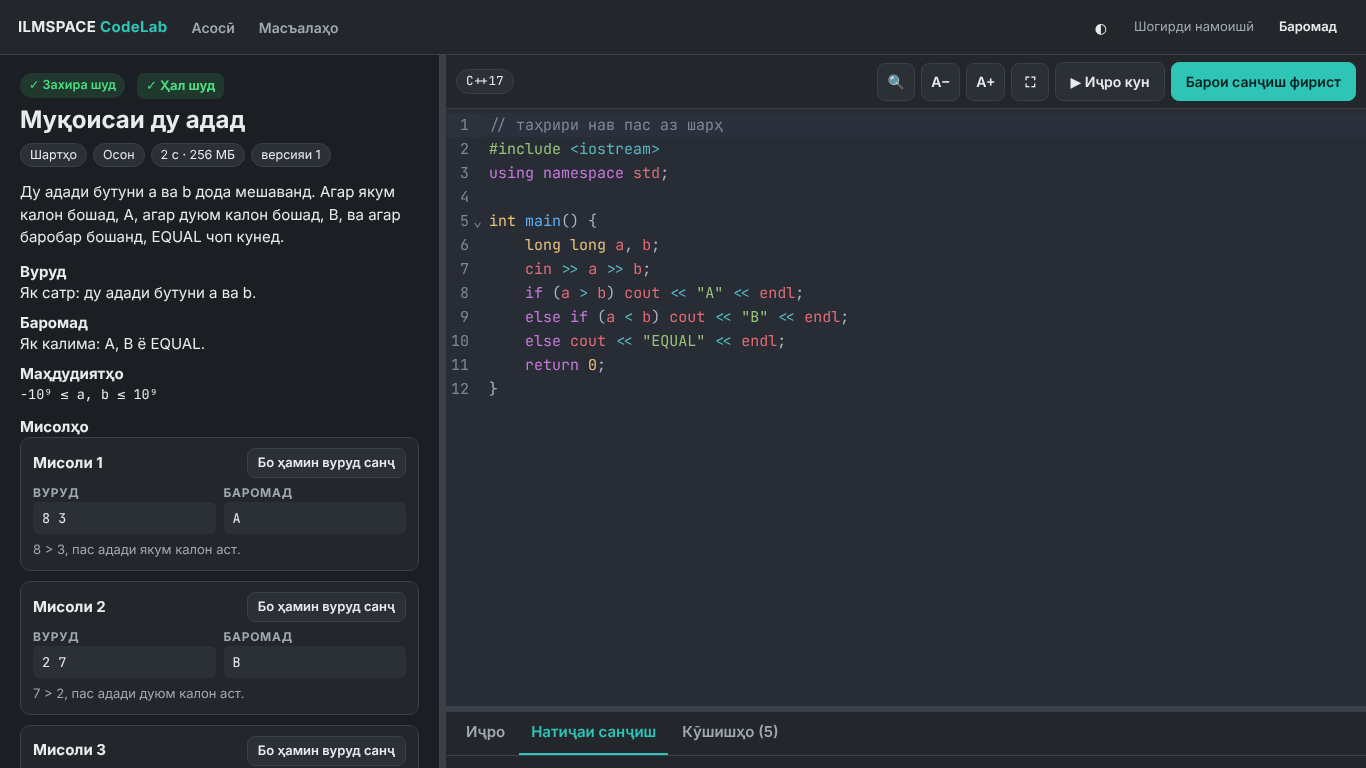 ILMSPACE CodeLab Асосӣ Масъалаҳо Шогирди намоишӣ Баромад
✓ Захира шуд ✓ Ҳал шуд
Муқоисаи ду адад
Шартҳо Осон 2 с · 256 МБ версияи 1
Ду адади бутуни a ва b дода мешаванд. Агар якум
калон бошад, A, агар дуюм калон бошад, B, ва агар
баробар бошанд, EQUAL чоп кунед.
Вуруд
Як сатр: ду адади бутуни a ва b.
Баромад
Як калима: A, B ё EQUAL.
Маҳдудиятҳо
-10⁹ ≤ a, b ≤ 10⁹
Мисолҳо
Мисоли 1 Бо ҳамин вуруд санҷ
ВУРУД БАРОМАД
8 3 A
8 > 3, пас адади якум калон аст.
Мисоли 2 Бо ҳамин вуруд санҷ
ВУРУД БАРОМАД
2 7 B
7 > 2, пас адади дуюм калон аст.
Мисоли 3 Бо ҳамин вуруд санҷ
C++17 A− A+ ▶ Иҷро кун Барои санҷиш фирист
1 // таҳрири нав пас аз шарҳ
2 #include <iostream>
3 using namespace std;
4
5 int main() {
6 long long a, b;
7 cin >> a >> b;
8 if (a > b) cout << "A" << endl;
9 else if (a < b) cout << "B" << endl;
10 else cout << "EQUAL" << endl;
11 return 0;
12 }
Иҷро Натиҷаи санҷиш Кӯшишҳо (5)